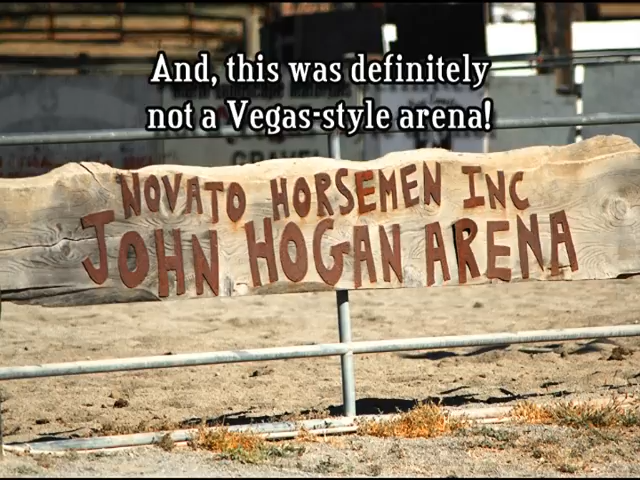 And, this was definitely
not a Vegas-style arena!
NOVATO HORSEMEN INC
JOHN HOGAN ARENA